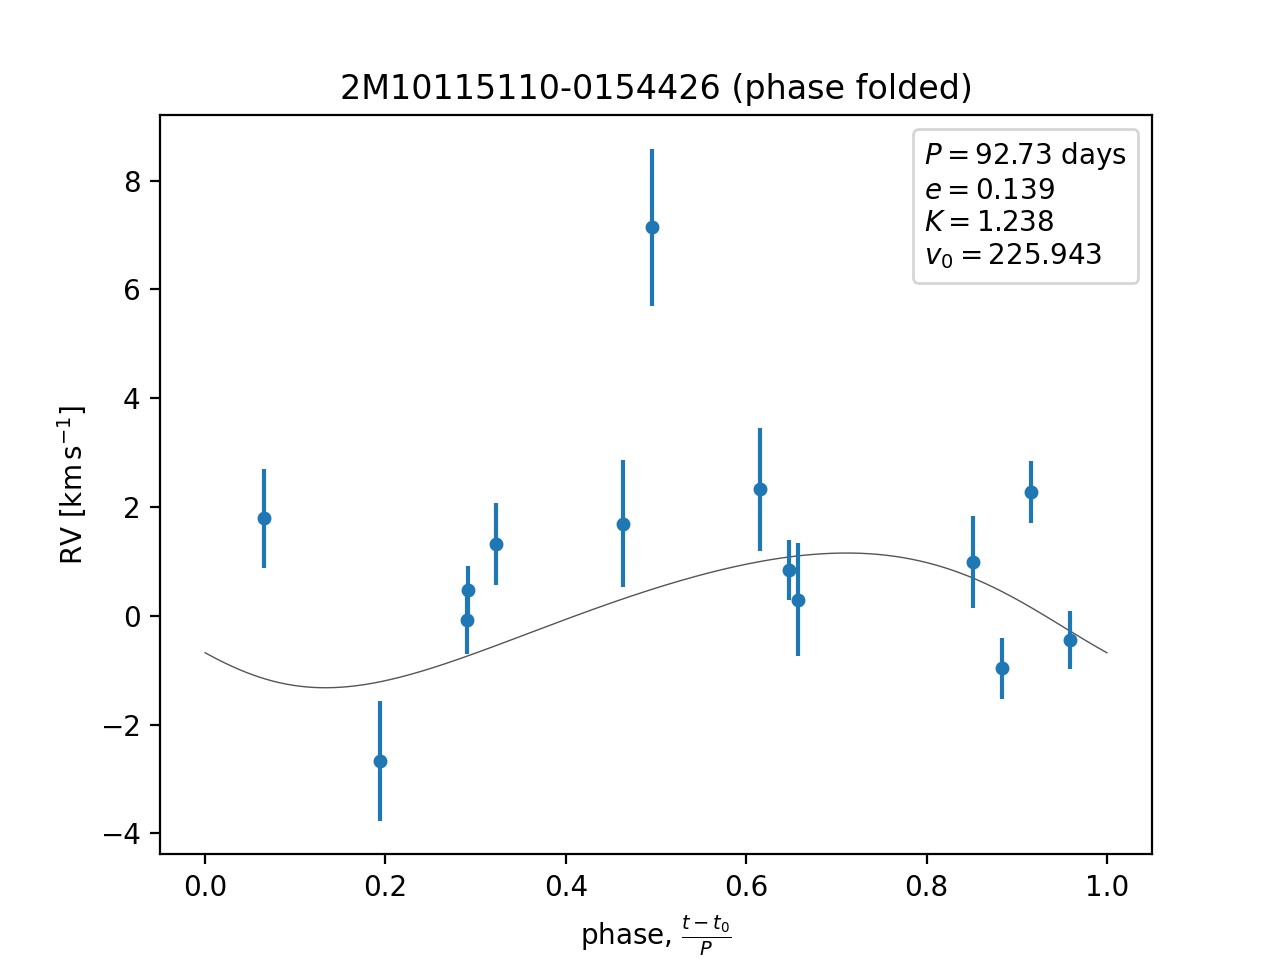 2M10115110-0154426 (phase folded)
P = 92.73 days
e = 0.139
K = 1.238
v₀ = 225.943
8
6
4
2
0
−2
−4
RV [km s⁻¹]
0.0 0.2 0.4 0.6 0.8 1.0
phase, (t − t₀)/P